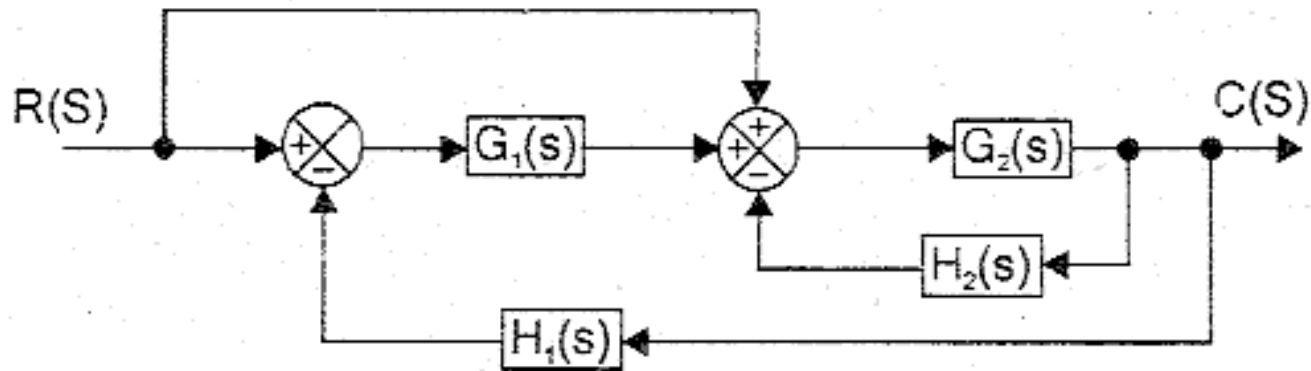 R(S)
+
−
G₁(s)
+
+
−
G₂(s)
C(S)
H₂(s)
H₁(s)